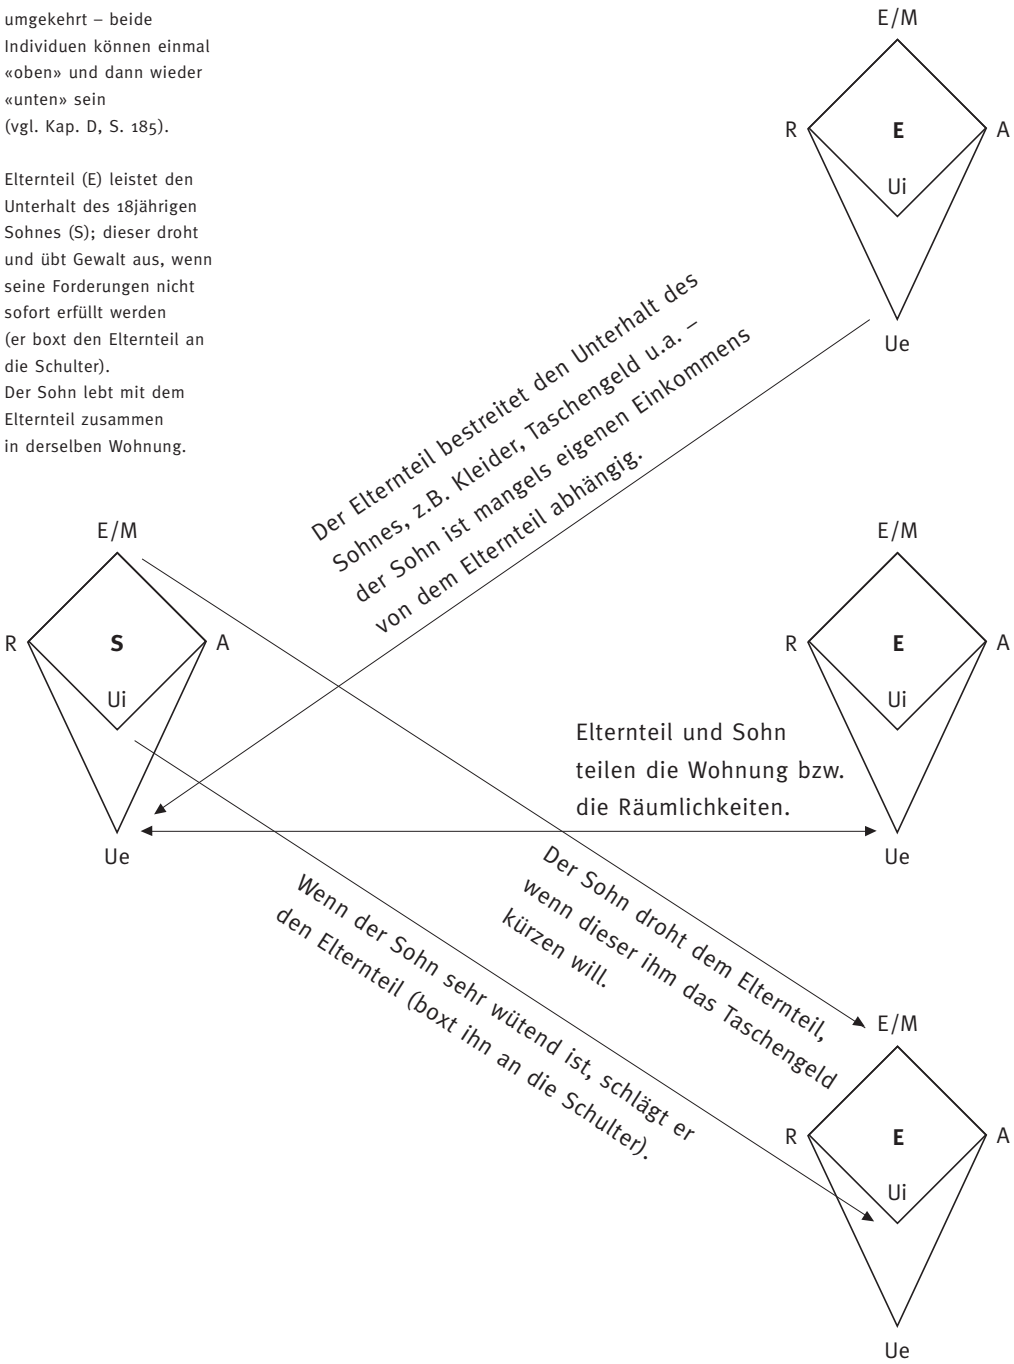 umgekehrt – beide
Individuen können einmal
«oben» und dann wieder
«unten» sein
(vgl. Kap. D, S. 185).
Elternteil (E) leistet den
Unterhalt des 18jährigen
Sohnes (S); dieser droht
und übt Gewalt aus, wenn
seine Forderungen nicht
sofort erfüllt werden
(er boxt den Elternteil an
die Schulter).
Der Sohn lebt mit dem
Elternteil zusammen
in derselben Wohnung.
E/M
R
E
A
Ui
Ue
Der Elternteil bestreitet den Unterhalt des
Sohnes, z.B. Kleider, Taschengeld u.a. –
der Sohn ist mangels eigenen Einkommens
von dem Elternteil abhängig.
E/M
R
S
A
Ui
Ue
E/M
R
E
A
Ui
Ue
Elternteil und Sohn
teilen die Wohnung bzw.
die Räumlichkeiten.
Der Sohn droht dem Elternteil,
wenn dieser ihm das Taschengeld
kürzen will.
Wenn der Sohn sehr wütend ist, schlägt er
den Elternteil (boxt ihn an die Schulter).
E/M
R
E
A
Ui
Ue